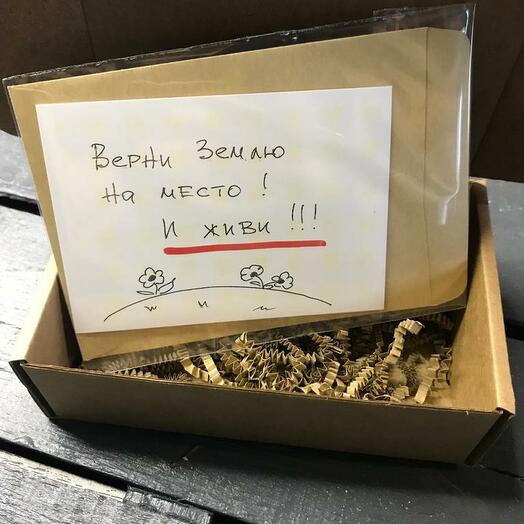 Верни Землю
на место!
И живи!!!